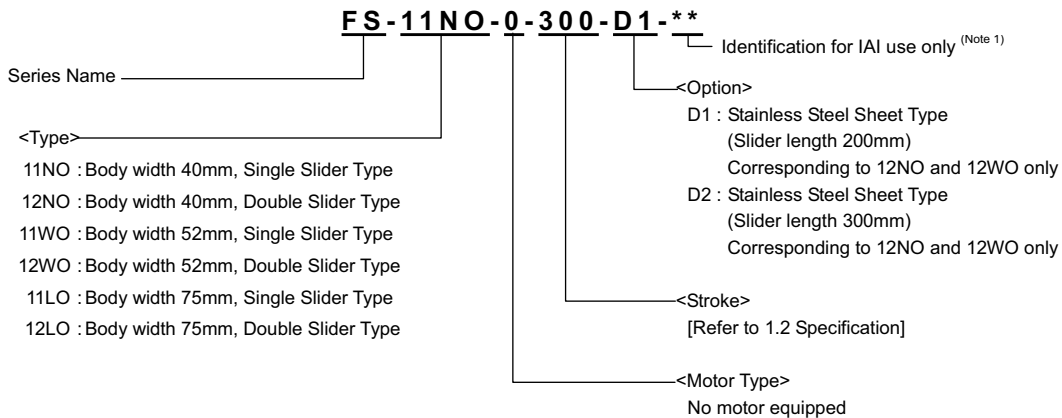 FS-11NO-0-300-D1-**
Identification for IAI use only (Note 1)
Series Name
<Option>
D1 : Stainless Steel Sheet Type
(Slider length 200mm)
Corresponding to 12NO and 12WO only
D2 : Stainless Steel Sheet Type
(Slider length 300mm)
Corresponding to 12NO and 12WO only
<Type>
11NO : Body width 40mm, Single Slider Type
12NO : Body width 40mm, Double Slider Type
11WO : Body width 52mm, Single Slider Type
12WO : Body width 52mm, Double Slider Type
11LO : Body width 75mm, Single Slider Type
12LO : Body width 75mm, Double Slider Type
<Stroke>
[Refer to 1.2 Specification]
<Motor Type>
No motor equipped